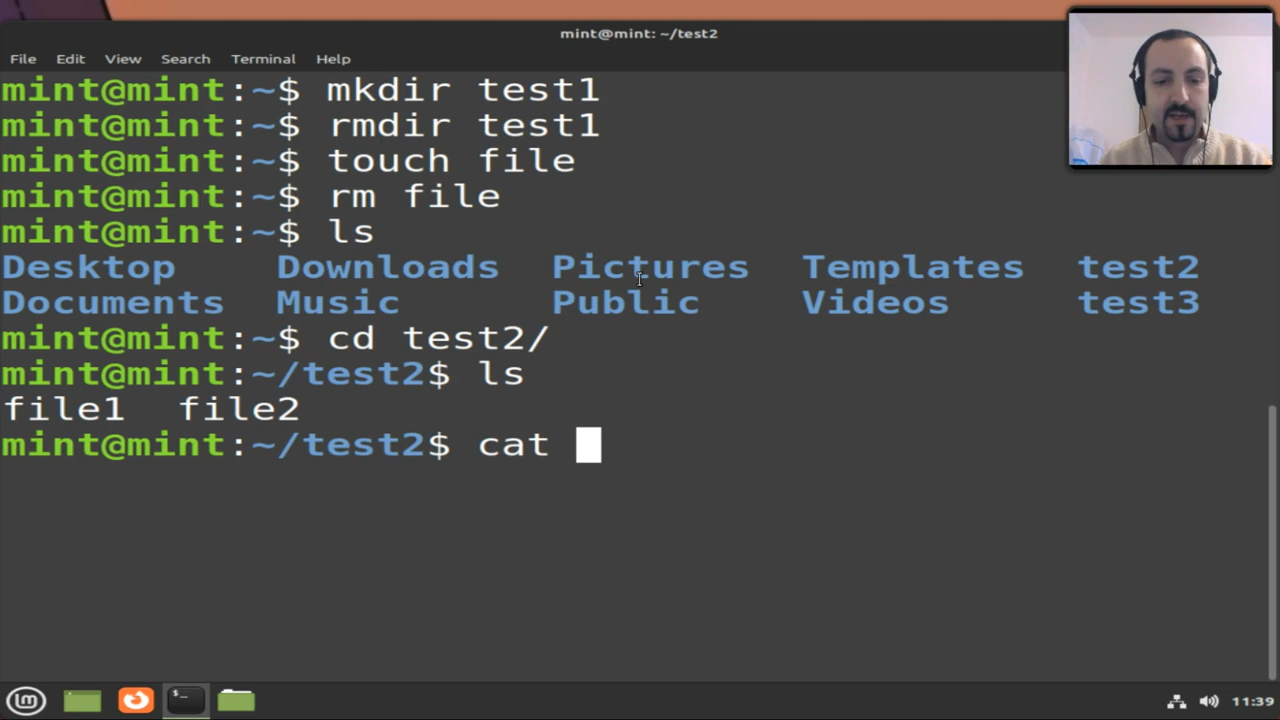 mint@mint: ~/test2
File Edit View Search Terminal Help
mint@mint:~$ mkdir test1
mint@mint:~$ rmdir test1
mint@mint:~$ touch file
mint@mint:~$ rm file
mint@mint:~$ ls
Desktop Downloads Pictures Templates test2
Documents Music Public Videos test3
mint@mint:~$ cd test2/
mint@mint:~/test2$ ls
file1 file2
mint@mint:~/test2$ cat
lm $_ 11:39